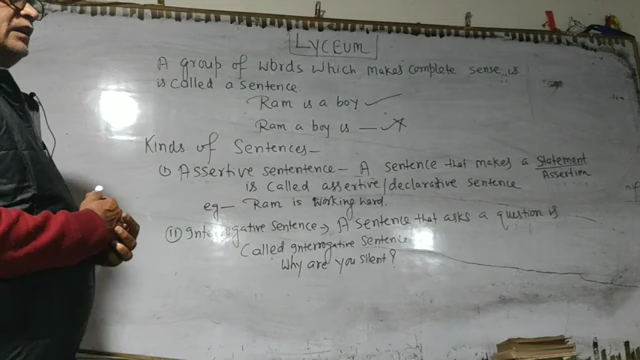 LYCEUM
A group of words which makes complete sense is
is called a sentence
Ram is a boy ✓
Ram a boy is — ✗
Kinds of Sentences—
(i) Assertive sententence – A sentence that makes a Statement/Assertion
is called assertive/declarative sentence
eg— Ram is working hard.
(ii) Interrogative Sentence → A sentence that asks a question is
Called interrogative Sentence
Why are you silent?